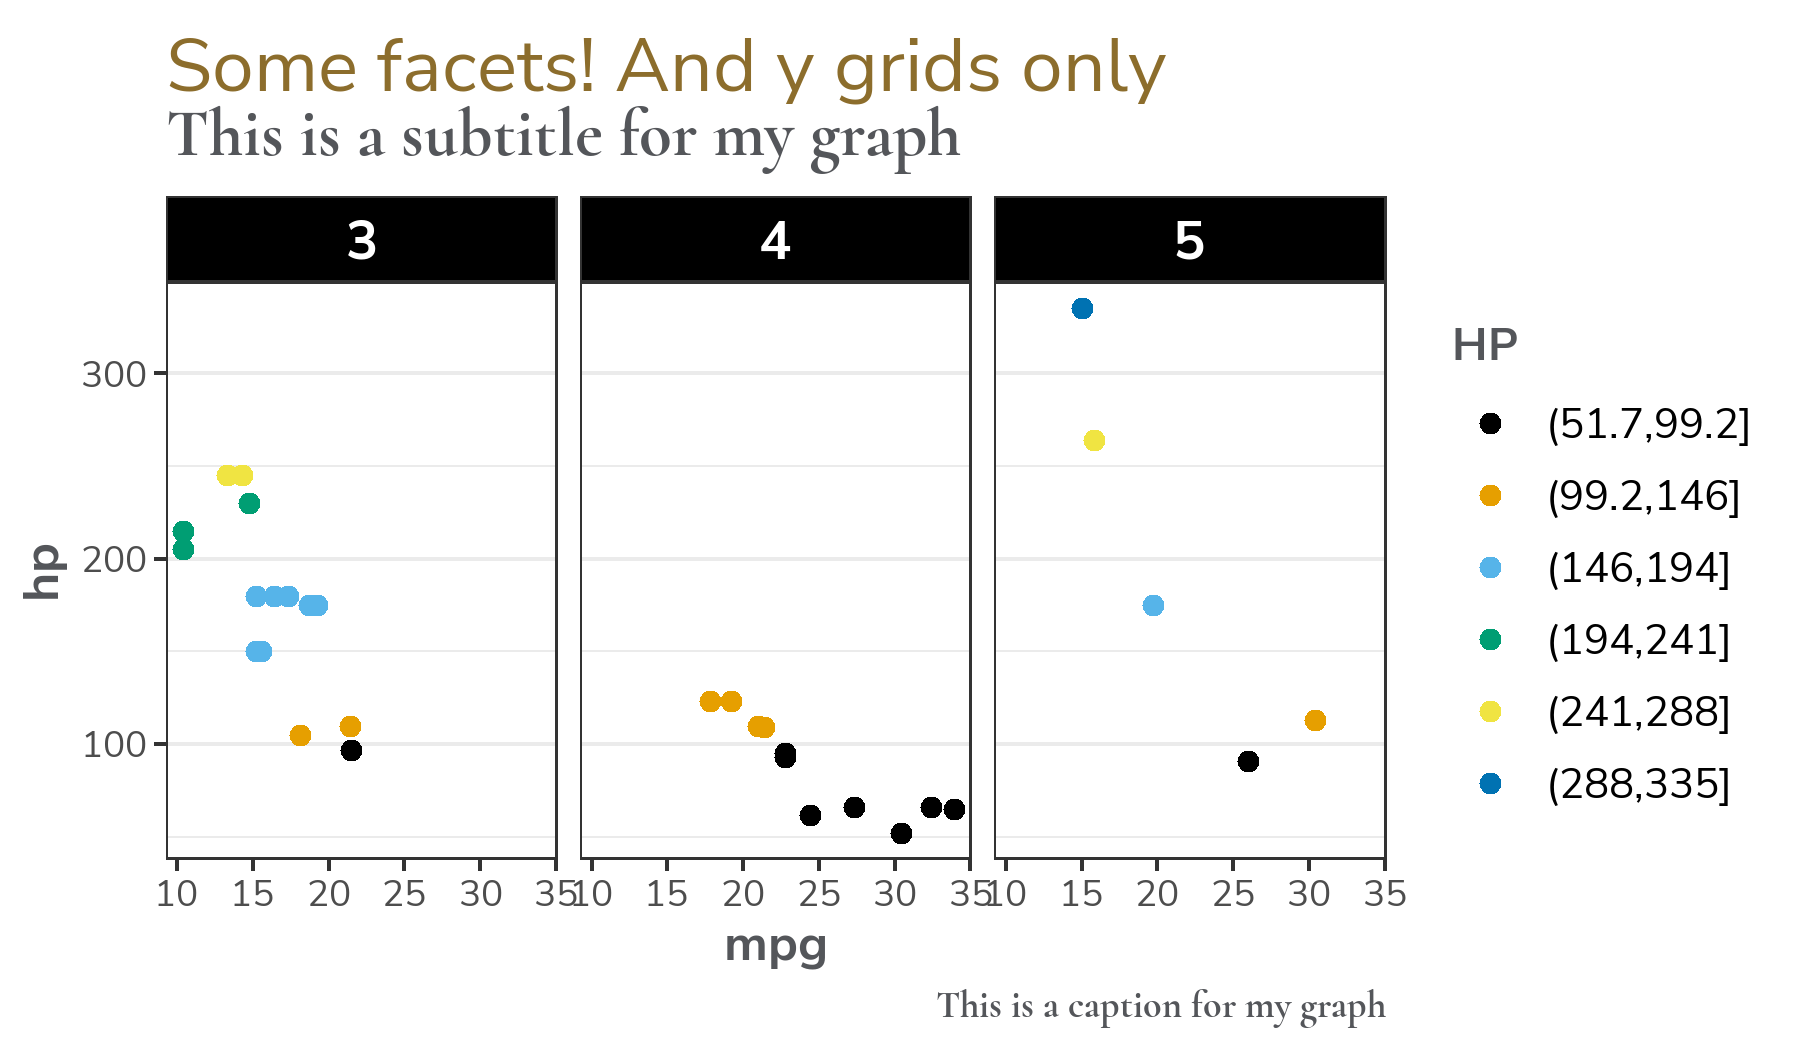 Some facets! And y grids only
This is a subtitle for my graph
3 4 5
HP
(51.7,99.2]
(99.2,146]
(146,194]
(194,241]
(241,288]
(288,335]
hp
300
200
100
10 15 20 25 30 35 10 15 20 25 30 35 10 15 20 25 30 35
mpg
This is a caption for my graph